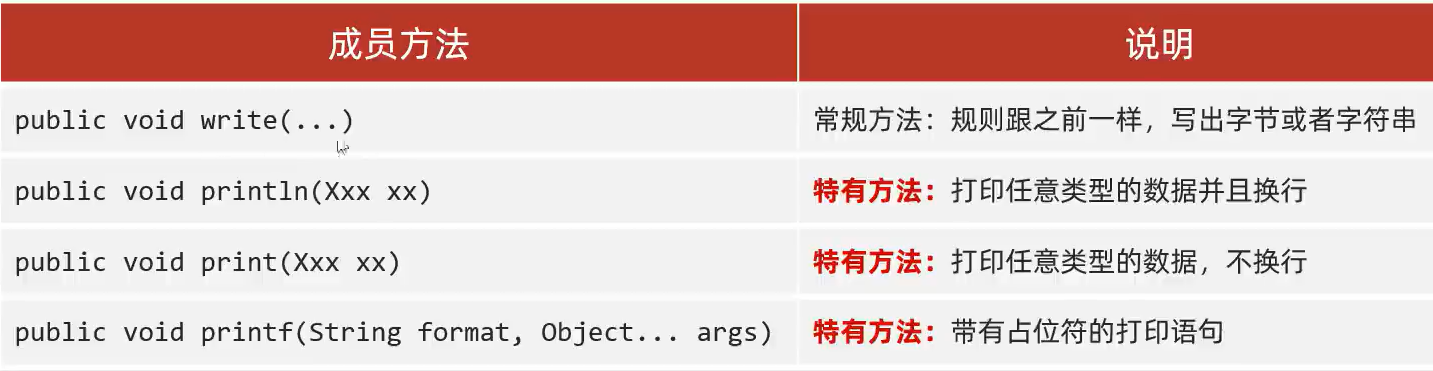 成员方法 说明
public void write(...) 常规方法：规则跟之前一样，写出字节或者字符串
public void println(Xxx xx) 特有方法：打印任意类型的数据并且换行
public void print(Xxx xx) 特有方法：打印任意类型的数据，不换行
public void printf(String format, Object... args) 特有方法：带有占位符的打印语句